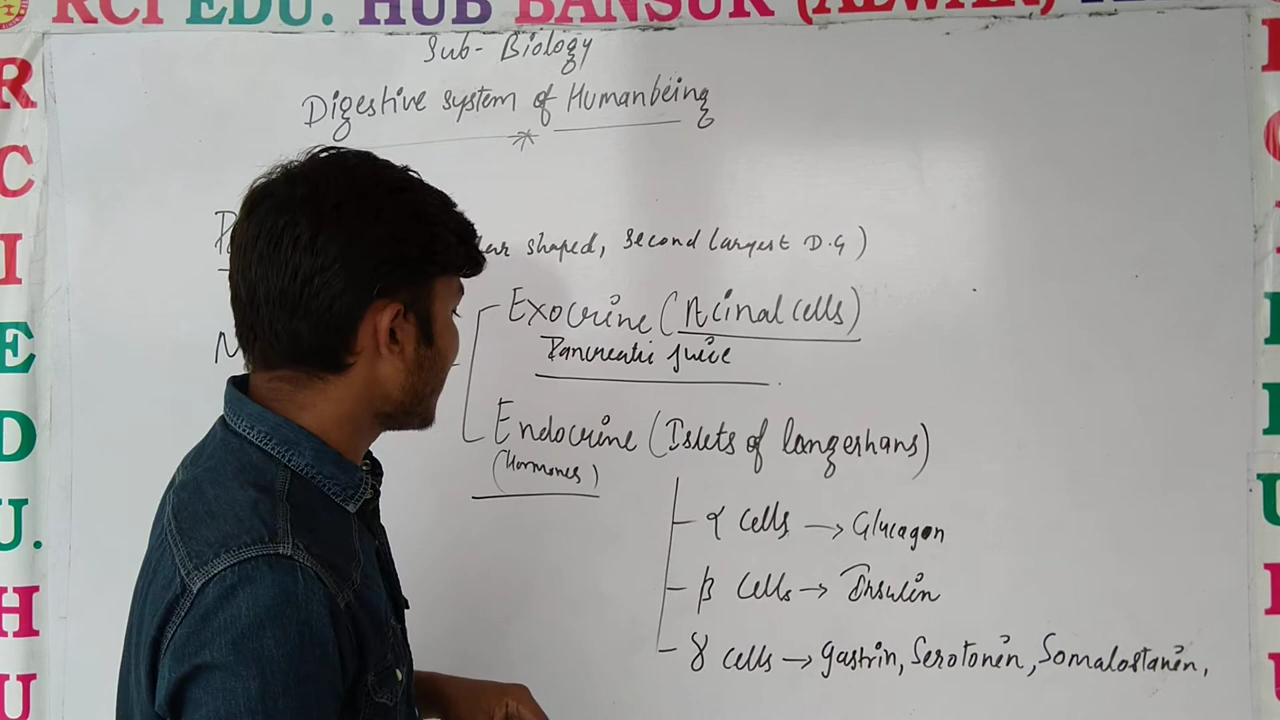 RCI EDU. HUB BANSUR (ALWAR)
Sub- Biology
Digestive system of Humanbeing
shaped, second largest D.G)
Exocrine (Acinal cells)
Pancreatic juice
Endocrine (Islets of langerhans)
(Hormones)
α cells → Glucagon
β cells → Insulin
δ cells → gastrin, Serotonin, Somalostanin,
R
C
I
E
D
U.
H
U